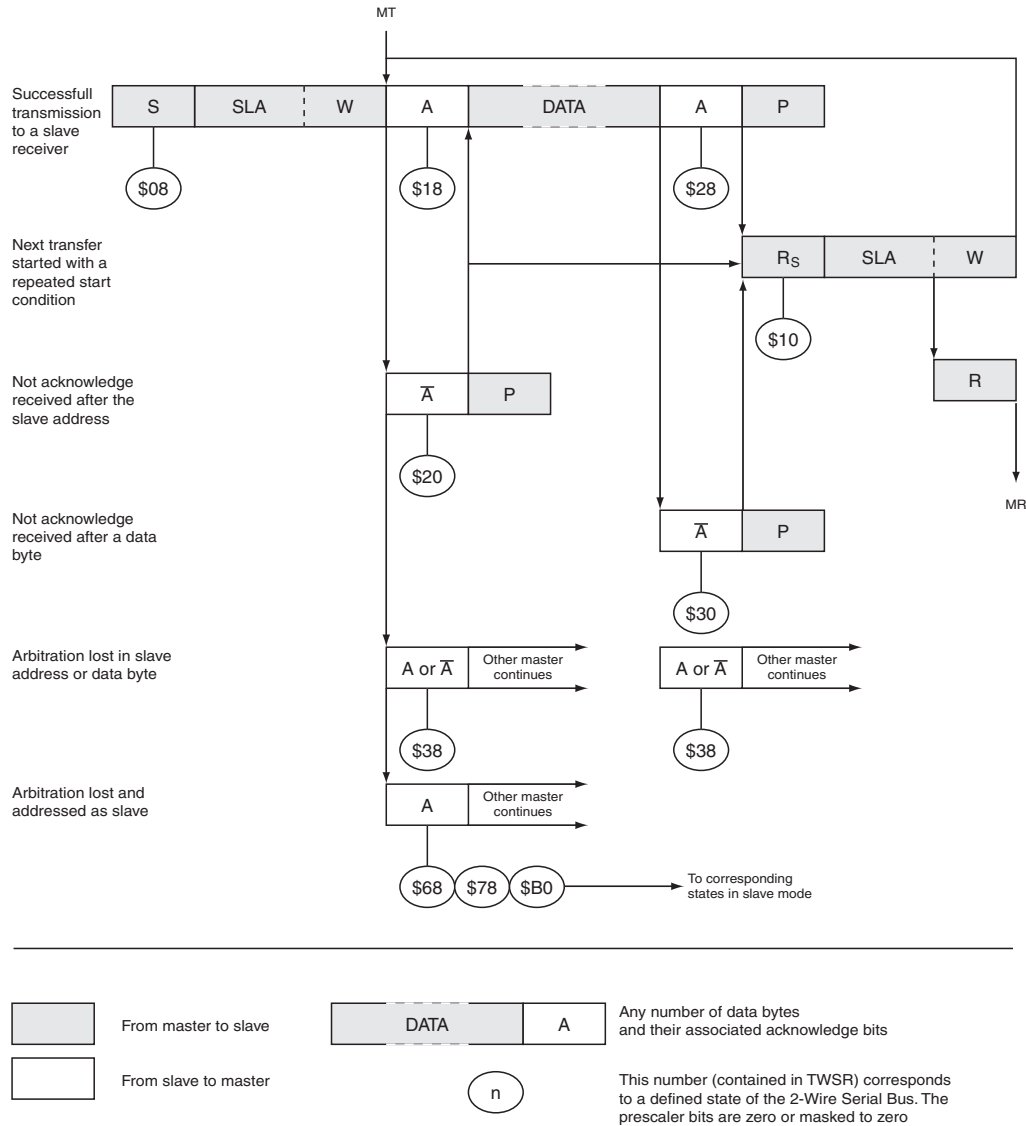 MT
Successfull
transmission
to a slave
receiver
S
SLA
W
A
DATA
A
P
$08
$18
$28
Next transfer
started with a
repeated start
condition
RS
SLA
W
$10
Not acknowledge
received after the
slave address
A̅
P
R
$20
MR
Not acknowledge
received after a data
byte
A̅
P
$30
Arbitration lost in slave
address or data byte
A or A̅
Other master
continues
A or A̅
Other master
continues
$38
$38
Arbitration lost and
addressed as slave
A
Other master
continues
$68
$78
$B0
To corresponding
states in slave mode
From master to slave
DATA
A
Any number of data bytes
and their associated acknowledge bits
From slave to master
n
This number (contained in TWSR) corresponds
to a defined state of the 2-Wire Serial Bus. The
prescaler bits are zero or masked to zero